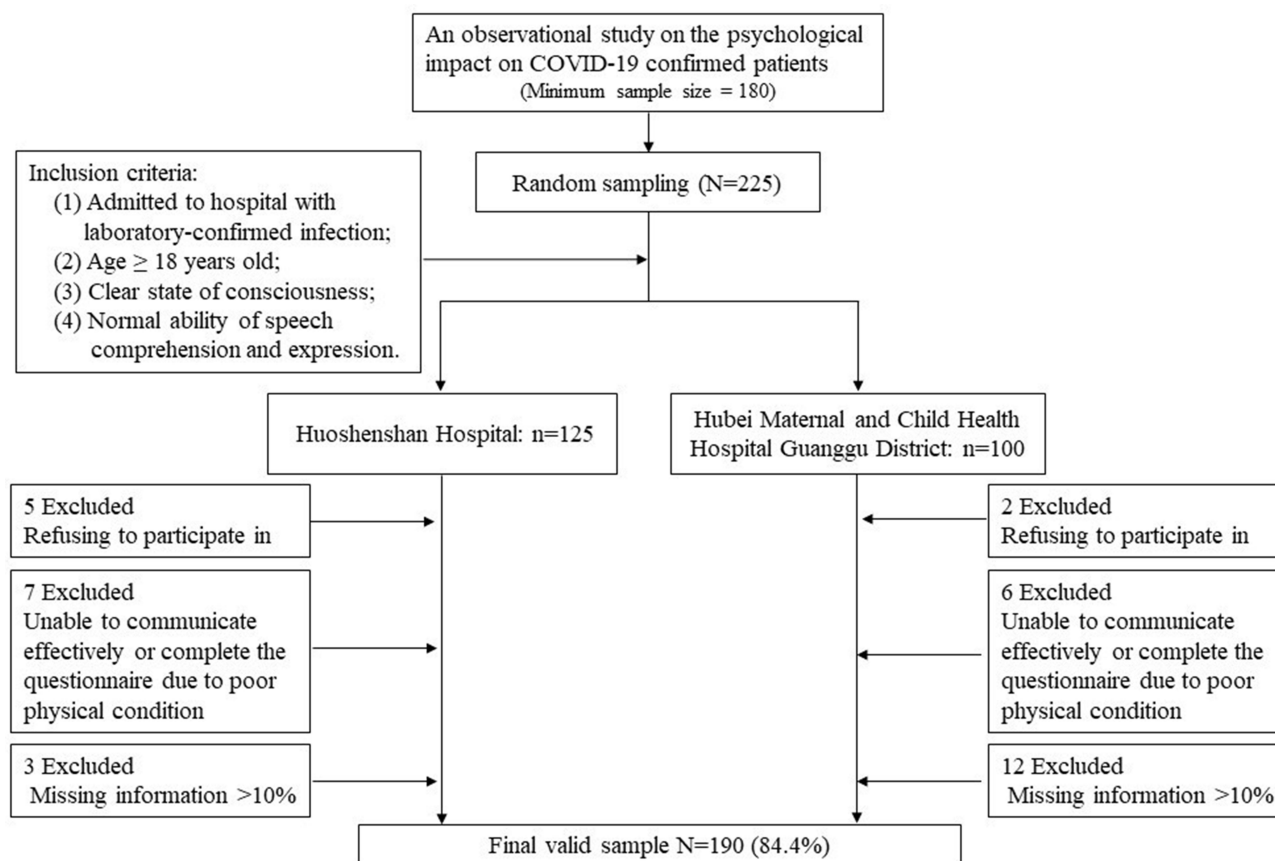 An observational study on the psychological
impact on COVID-19 confirmed patients
(Minimum sample size = 180)
Random sampling (N=225)
Inclusion criteria:
(1) Admitted to hospital with
laboratory-confirmed infection;
(2) Age ≥ 18 years old;
(3) Clear state of consciousness;
(4) Normal ability of speech
comprehension and expression.
Huoshenshan Hospital: n=125
Hubei Maternal and Child Health
Hospital Guanggu District: n=100
5 Excluded
Refusing to participate in
2 Excluded
Refusing to participate in
7 Excluded
Unable to communicate
effectively or complete the
questionnaire due to poor
physical condition
6 Excluded
Unable to communicate
effectively or complete the
questionnaire due to poor
physical condition
3 Excluded
Missing information >10%
12 Excluded
Missing information >10%
Final valid sample N=190 (84.4%)